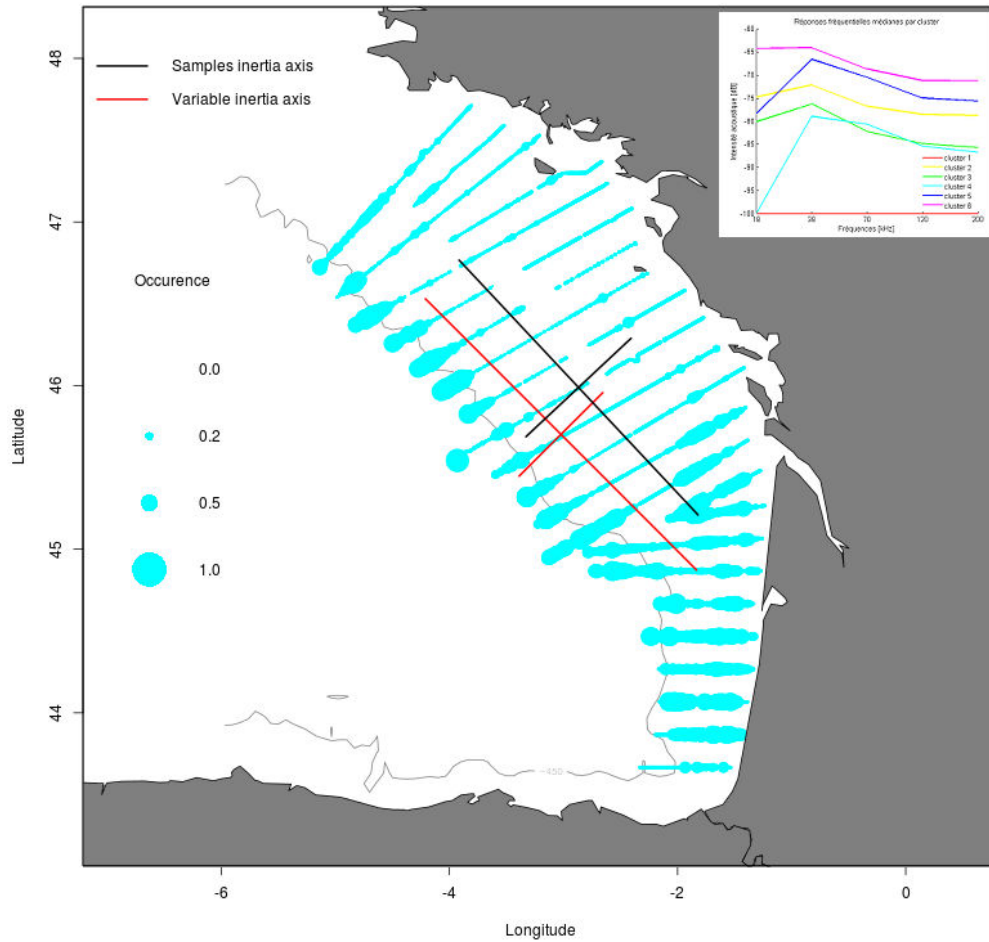 Réponses fréquentielles médianes par cluster
Intensité acoustique [dB]
-60
-65
-70
-75
-80
-85
-90
-95
-100
18
38
70
120
200
Fréquences [kHz]
cluster 1
cluster 2
cluster 3
cluster 4
cluster 5
cluster 6
Samples inertia axis
Variable inertia axis
Occurence
0.0
0.2
0.5
1.0
-450
Latitude
48
47
46
45
44
-6
-4
-2
0
Longitude